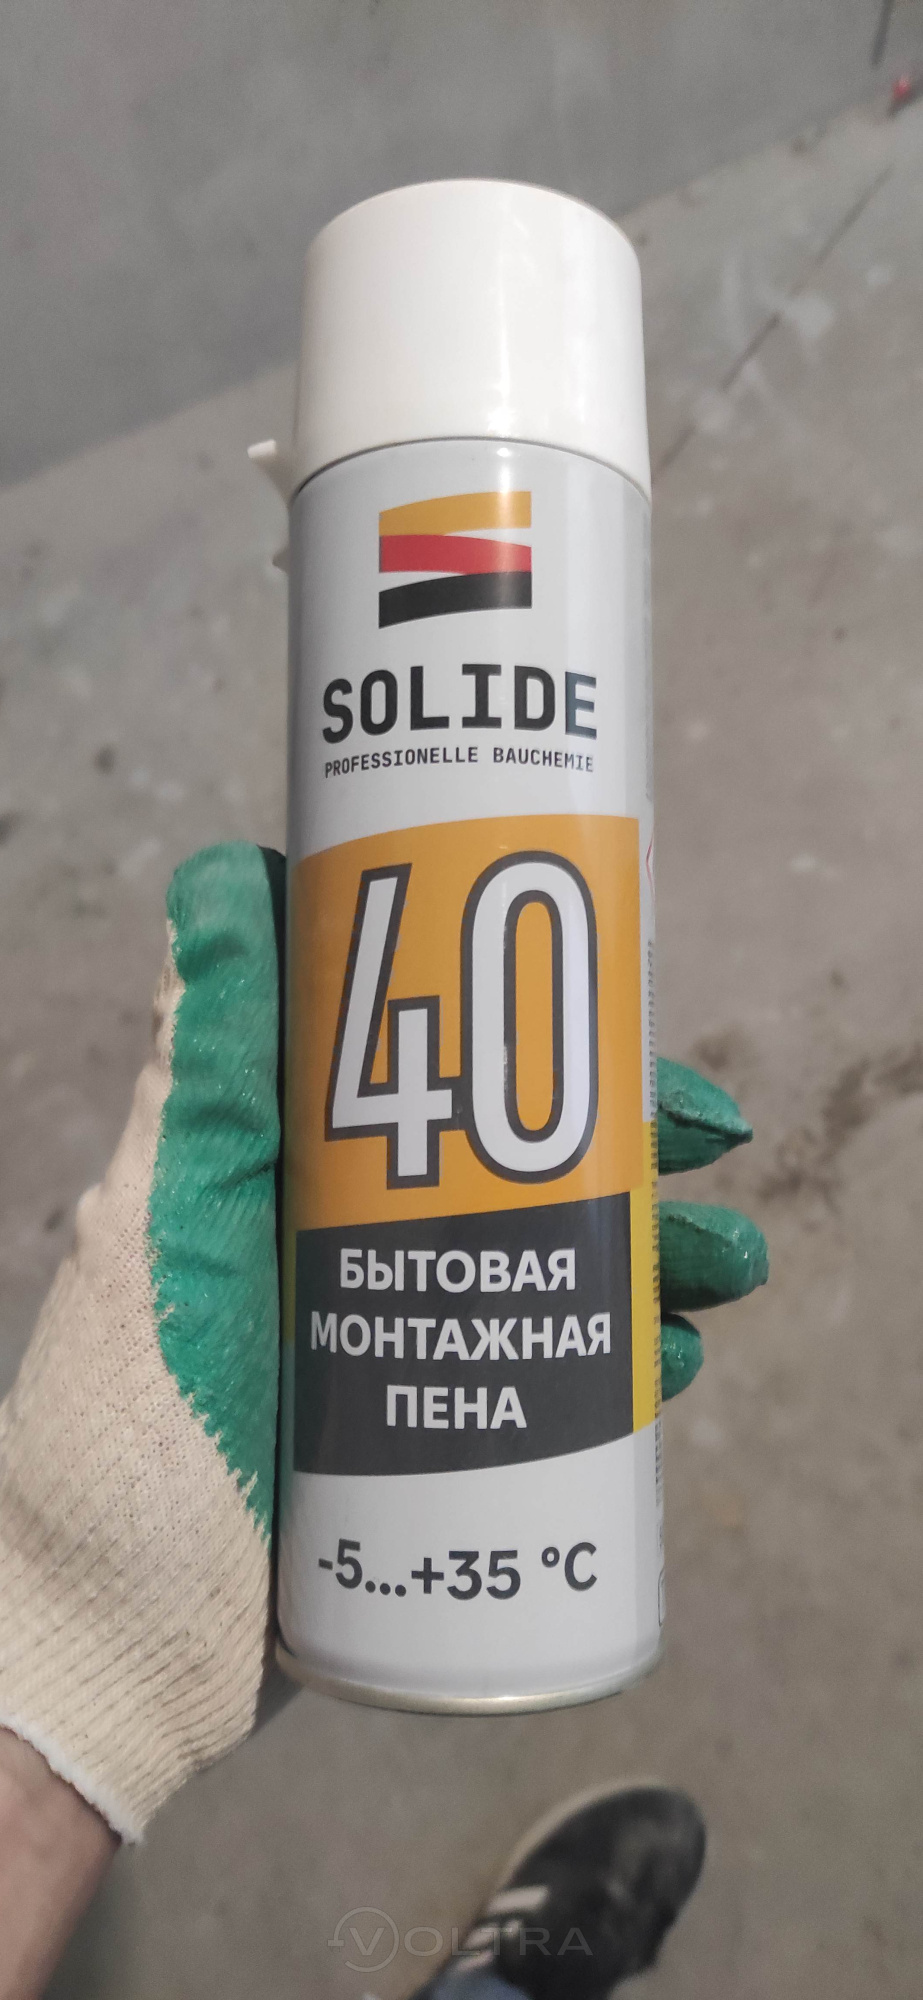 SOLIDE
PROFESSIONELLE BAUCHEMIE
40
БЫТОВАЯ
МОНТАЖНАЯ
ПЕНА
-5...+35 °C
VOLTRA